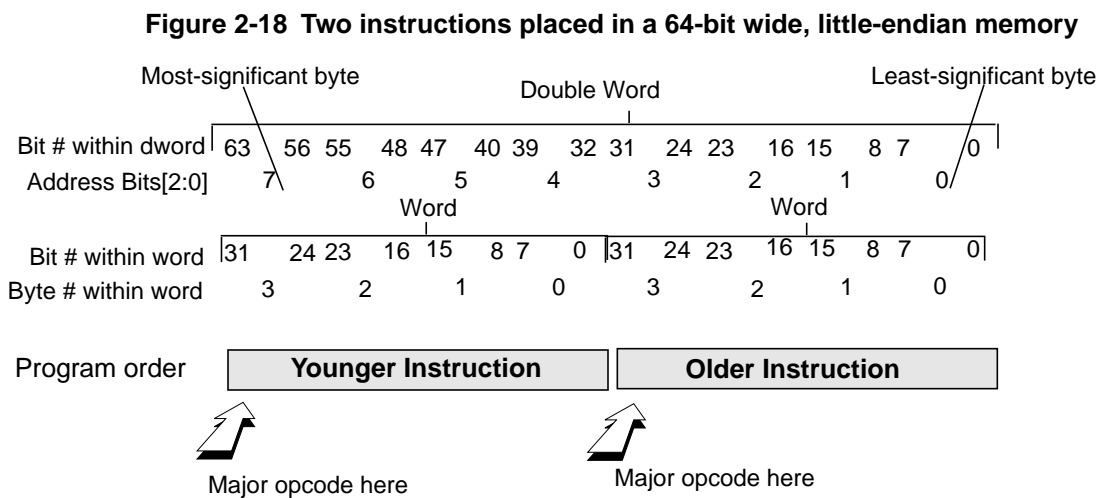 Figure 2-18 Two instructions placed in a 64-bit wide, little-endian memory
Most-significant byte
Least-significant byte
Double Word
Bit # within dword 63 56 55 48 47 40 39 32 31 24 23 16 15 8 7 0
Address Bits[2:0] 7 6 5 4 3 2 1 0
Word Word
Bit # within word 31 24 23 16 15 8 7 0 31 24 23 16 15 8 7 0
Byte # within word 3 2 1 0 3 2 1 0
Program order Younger Instruction Older Instruction
Major opcode here Major opcode here